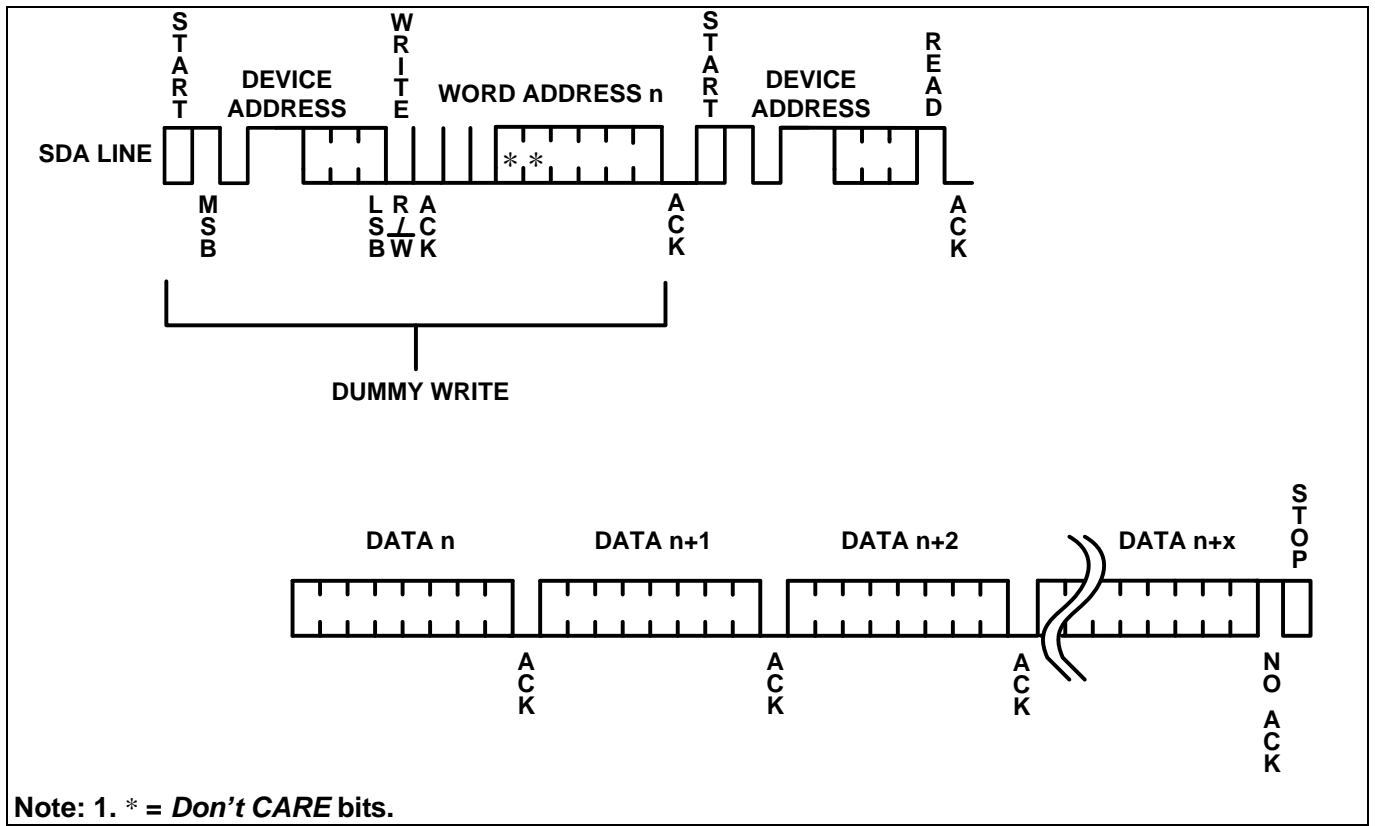 START
WRITE
START
READ
DEVICE
ADDRESS
WORD ADDRESS n
DEVICE
ADDRESS
SDA LINE
* *
MSB
LSB
R/W
ACK
ACK
ACK
DUMMY WRITE
STOP
DATA n
DATA n+1
DATA n+2
DATA n+x
ACK
ACK
ACK
NO ACK
Note: 1. * = Don't CARE bits.